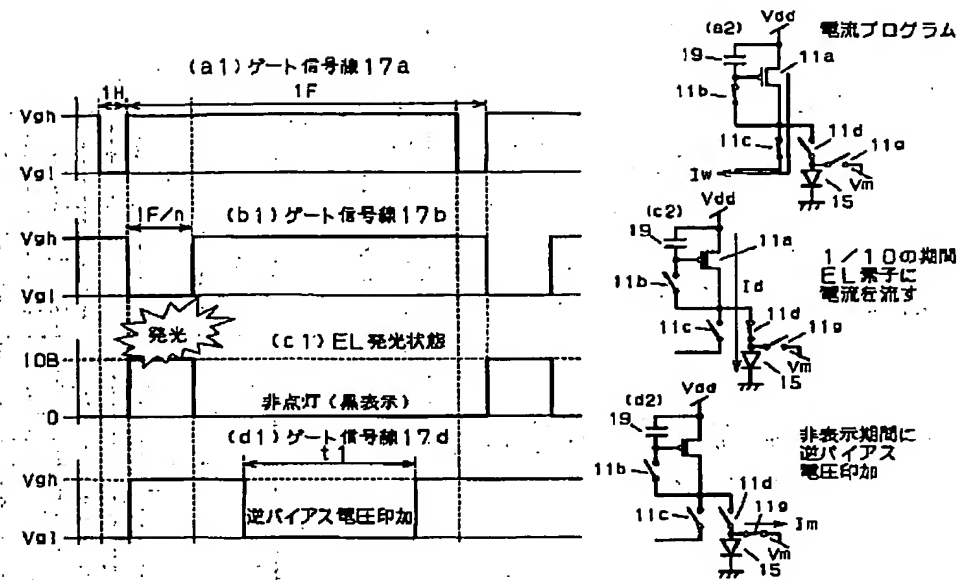 (a1)ゲート信号線17a
1H
1F
Vgh
Vgl
(b1)ゲート信号線17b
1F/n
Vgh
Vgl
発光
(c1)EL発光状態
10B
0
非点灯(黒表示)
(d1)ゲート信号線17d
t1
Vgh
Vgl
逆バイアス電圧印加
(a2)
Vdd
電流プログラム
19
11a
11b
11d
11c
11g
Iw
Vm
15
(c2)
Vdd
19
11a
1/10の期間
EL素子に
電流を流す
11b
Id
11c
11d
11g
Vm
15
(d2)
Vdd
19
非表示期間に
逆バイアス
電圧印加
11b
11d
11c
11g
Im
Vm
15